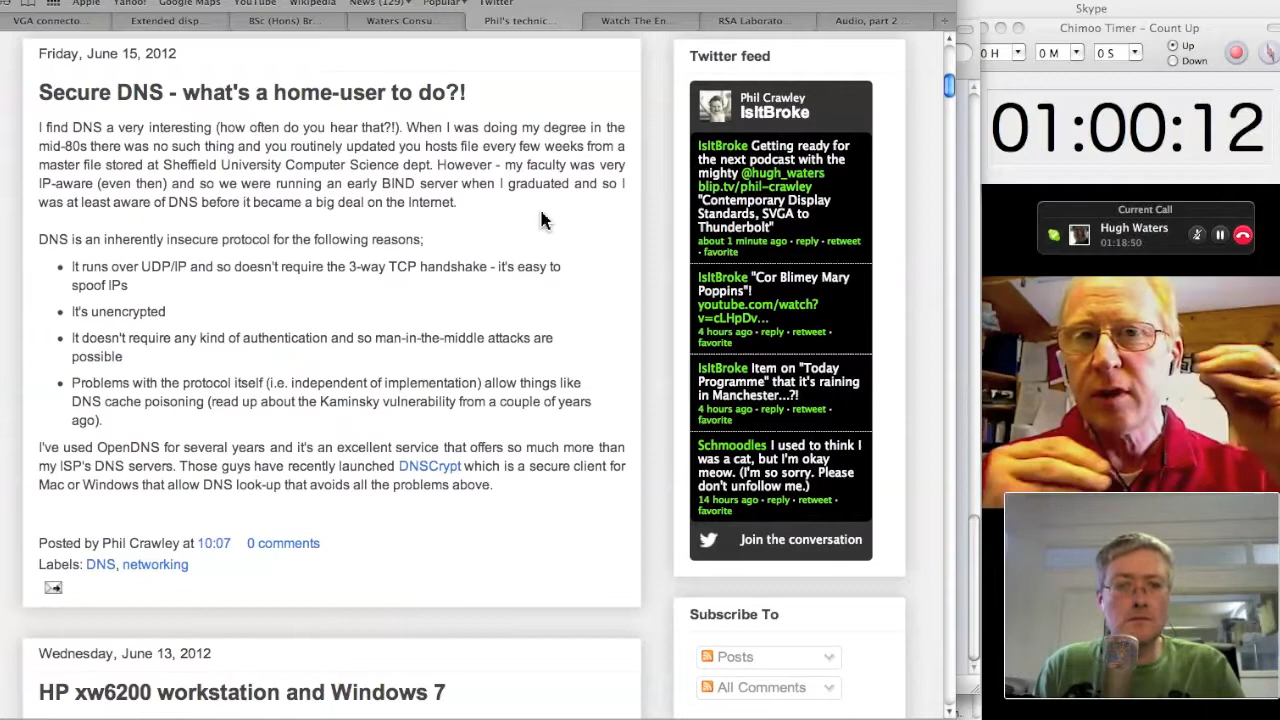 Apple Yahoo! Google Maps YouTube Wikipedia News (129) Popular Twitter
VGA connecto... Extended disp... BSc (Hons) Br... Waters Consu... Phil's technic... Watch The En... RSA Laborato... Audio, part 2 ... +
Friday, June 15, 2012
Secure DNS - what's a home-user to do?!
I find DNS a very interesting (how often do you hear that?!). When I was doing my degree in the
mid-80s there was no such thing and you routinely updated you hosts file every few weeks from a
master file stored at Sheffield University Computer Science dept. However - my faculty was very
IP-aware (even then) and so we were running an early BIND server when I graduated and so I
was at least aware of DNS before it became a big deal on the Internet.
DNS is an inherently insecure protocol for the following reasons;
• It runs over UDP/IP and so doesn't require the 3-way TCP handshake - it's easy to
spoof IPs
• It's unencrypted
• It doesn't require any kind of authentication and so man-in-the-middle attacks are
possible
• Problems with the protocol itself (i.e. independent of implementation) allow things like
DNS cache poisoning (read up about the Kaminsky vulnerability from a couple of years
ago).
I've used OpenDNS for several years and it's an excellent service that offers so much more than
my ISP's DNS servers. Those guys have recently launched DNSCrypt which is a secure client for
Mac or Windows that allow DNS look-up that avoids all the problems above.
Posted by Phil Crawley at 10:07 0 comments
Labels: DNS, networking
Wednesday, June 13, 2012
HP xw6200 workstation and Windows 7
Twitter feed
Phil Crawley
IsItBroke
IsItBroke Getting ready for
the next podcast with the
mighty @hugh_waters
blip.tv/phil-crawley
"Contemporary Display
Standards, SVGA to
Thunderbolt"
about 1 minute ago • reply • retweet
• favorite
IsItBroke "Cor Blimey Mary
Poppins"!
youtube.com/watch?
v=cLHpDv...
4 hours ago • reply • retweet •
favorite
IsItBroke Item on "Today
Programme" that it's raining
in Manchester...?!
4 hours ago • reply • retweet •
favorite
Schmoodles I used to think I
was a cat, but I'm okay
meow. (I'm so sorry. Please
don't unfollow me.)
14 hours ago • reply • retweet •
favorite
Join the conversation
Subscribe To
Posts
All Comments
Skype
Chimoo Timer – Count Up
0 H 0 M 0 S Up
Down
01:00:12
Current Call
Hugh Waters
01:18:50